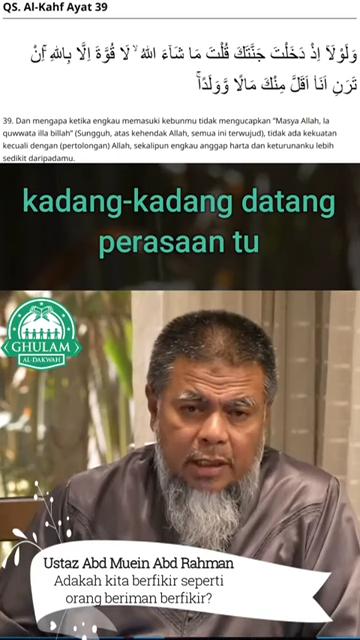 QS. Al-Kahf Ayat 39
وَلَوْلَآ اِذْ دَخَلْتَ جَنَّتَكَ قُلْتَ مَا شَاۤءَ اللّٰهُ ۙ لَا قُوَّةَ اِلَّا بِاللّٰهِ ۚاِنْ
تَرَنِ اَنَا۠ اَقَلَّ مِنْكَ مَالًا وَّوَلَدًاۚ
39. Dan mengapa ketika engkau memasuki kebunmu tidak mengucapkan "Masya Allah, la
quwwata illa billah" (Sungguh, atas kehendak Allah, semua ini terwujud), tidak ada kekuatan
kecuali dengan (pertolongan) Allah, sekalipun engkau anggap harta dan keturunanku lebih
sedikit daripadamu.
kadang-kadang datang
perasaan tu
GHULAM
AL-DAKWAH
Ustaz Abd Muein Abd Rahman
Adakah kita berfikir seperti
orang beriman berfikir?